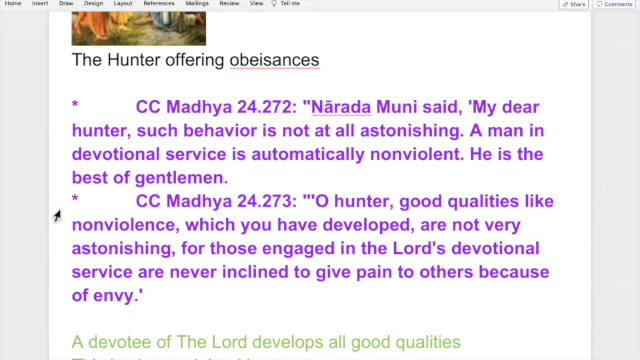 Home Insert Draw Design Layout References Mailings Review View Tell me Share Comments
The Hunter offering obeisances
* CC Madhya 24.272: "Nārada Muni said, 'My dear
hunter, such behavior is not at all astonishing. A man in
devotional service is automatically nonviolent. He is the
best of gentlemen.
* CC Madhya 24.273: "'O hunter, good qualities like
nonviolence, which you have developed, are not very
astonishing, for those engaged in the Lord's devotional
service are never inclined to give pain to others because
of envy.'
A devotee of The Lord develops all good qualities